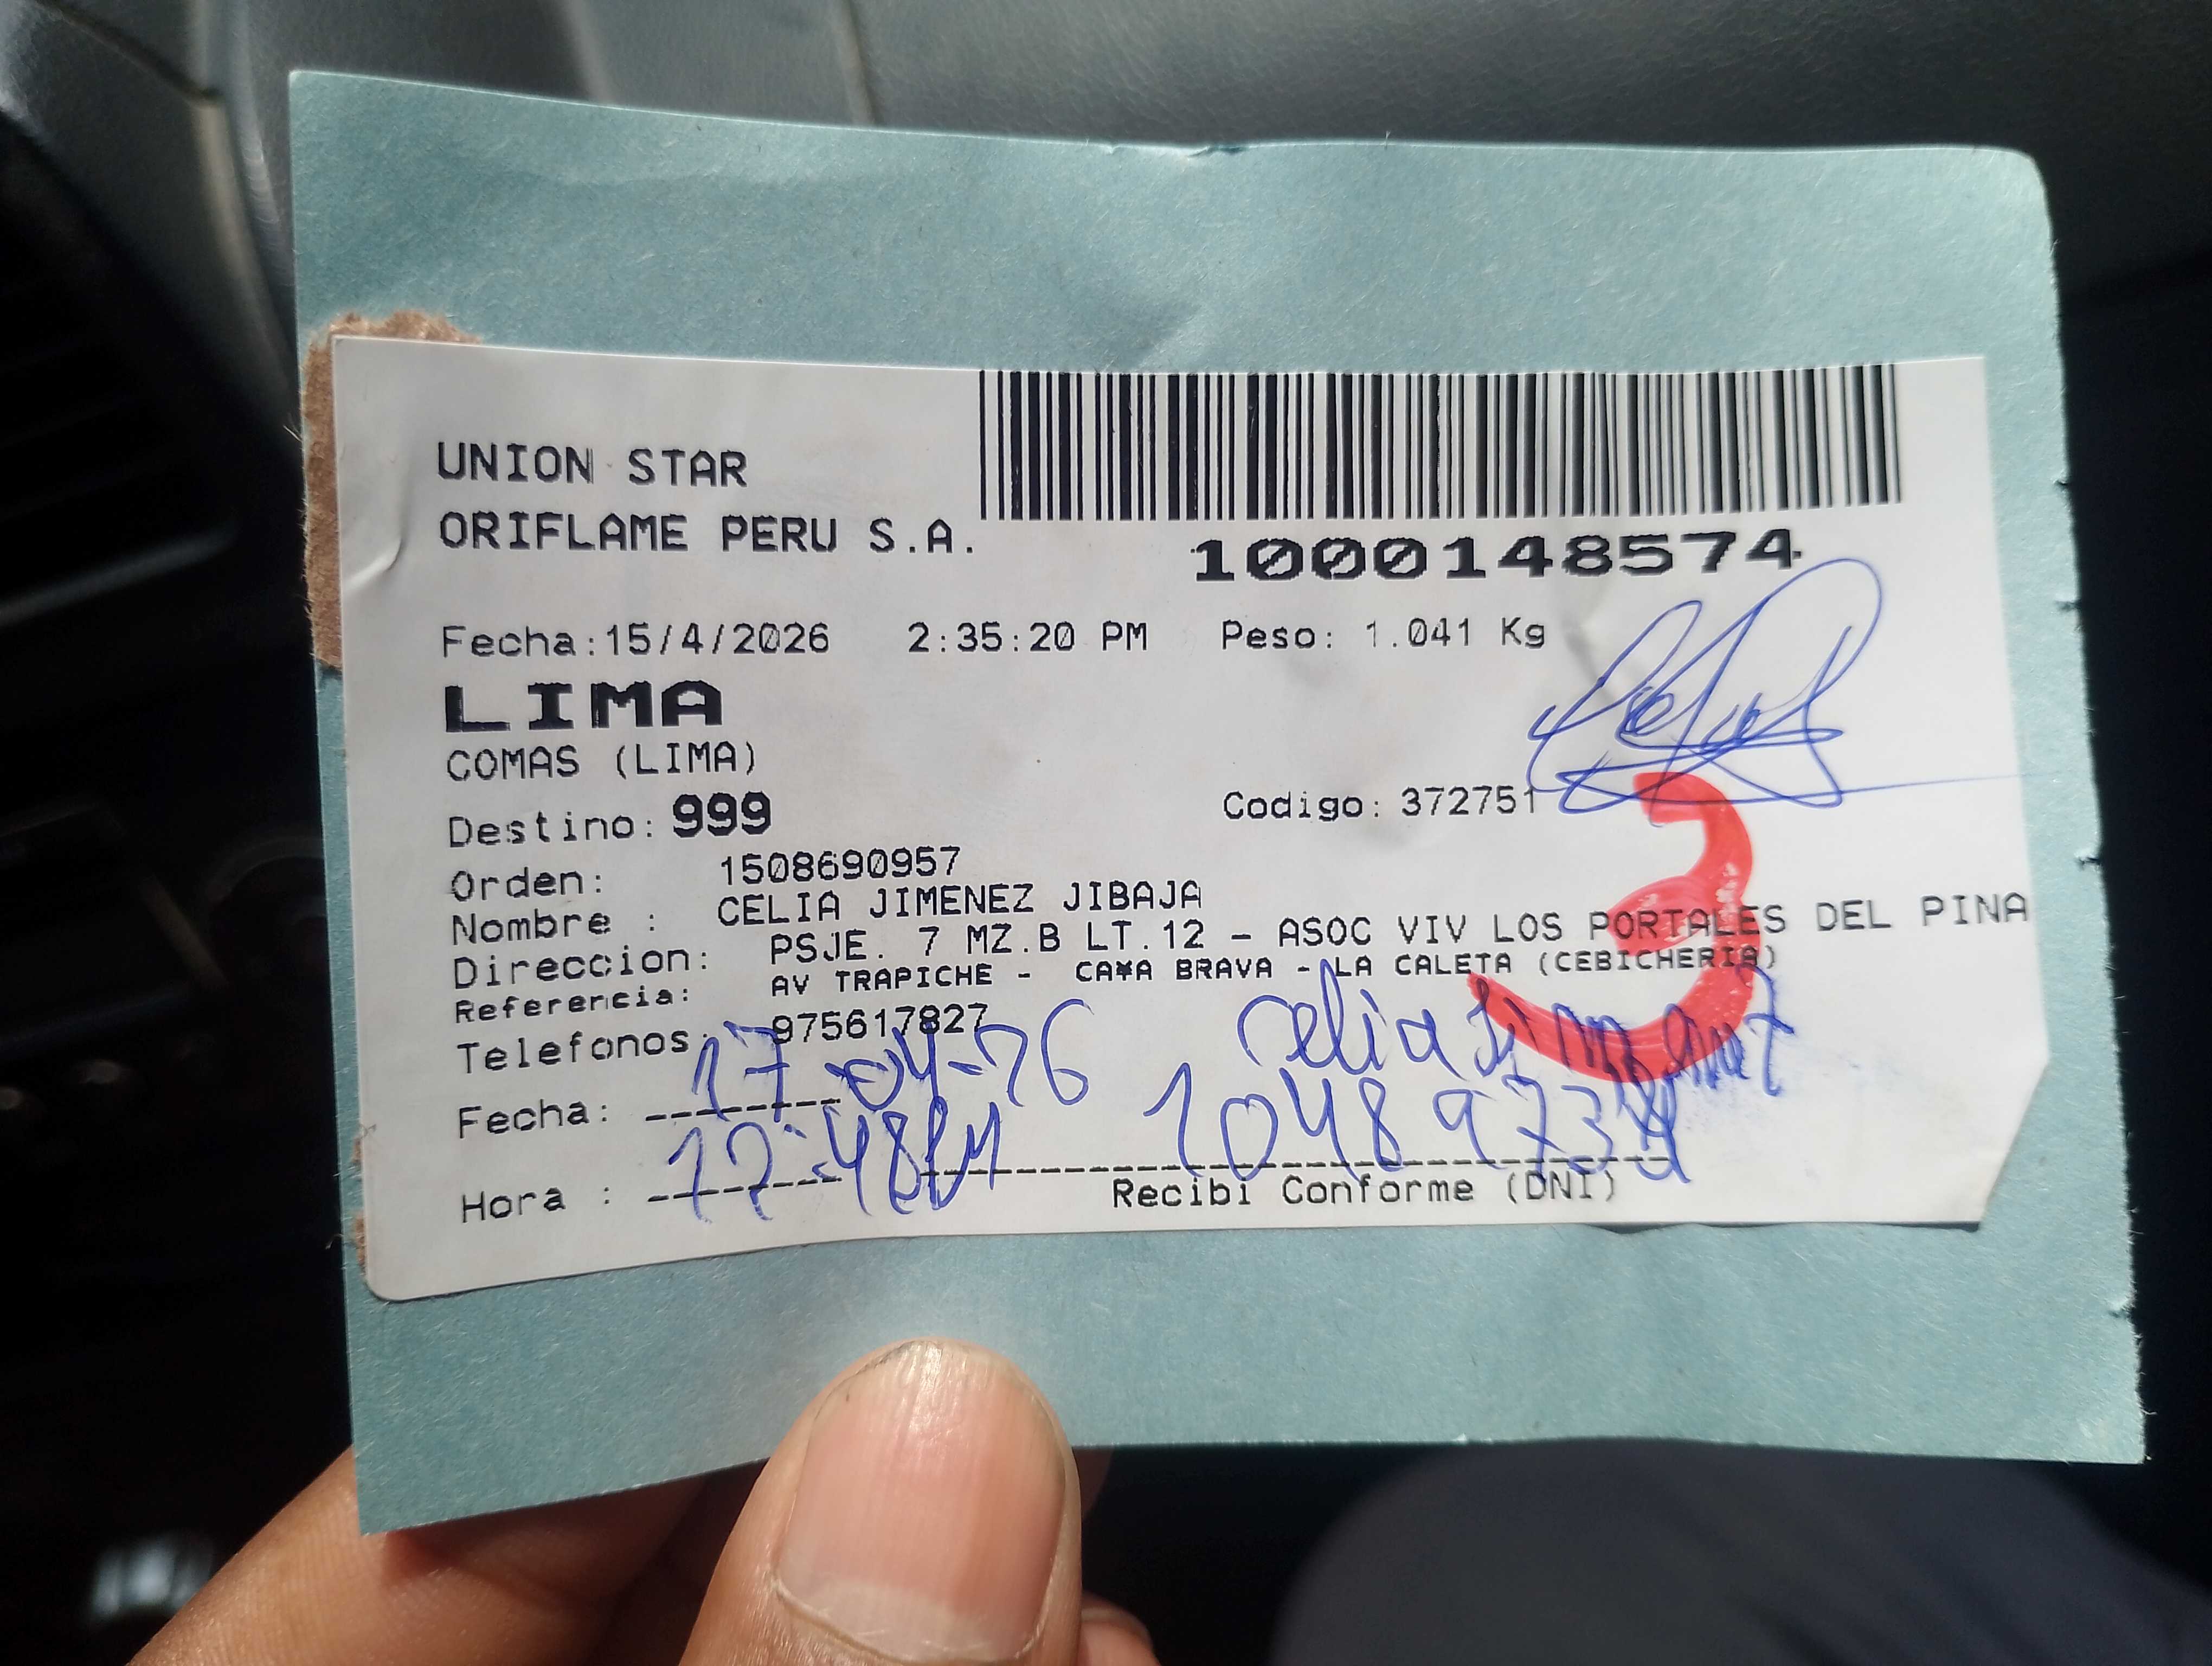 UNION STAR
ORIFLAME PERU S.A.
1000148574
Fecha:15/4/2026 2:35:20 PM Peso: 1.041 Kg
LIMA
COMAS (LIMA)
Destino: 999 Codigo: 372751
Orden: 1508690957
Nombre : CELIA JIMENEZ JIBAJA
Direccion: PSJE. 7 MZ.B LT.12 - ASOC VIV LOS PORTALES DEL PINA
Referencia: AV TRAPICHE - CA¥A BRAVA - LA CALETA (CEBICHERIA)
Telefonos: 975617827
3
Celia
Fecha: 17-04-26
Hora : 12:48PM
Recibi Conforme (DNI)